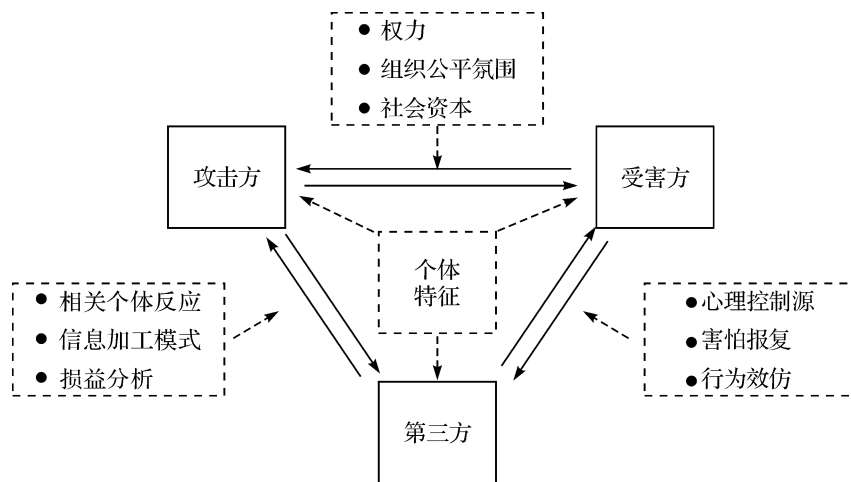 ● 权力
● 组织公平氛围
● 社会资本
攻击方
受害方
个体
特征
● 相关个体反应
● 信息加工模式
● 损益分析
● 心理控制源
● 害怕报复
● 行为效仿
第三方